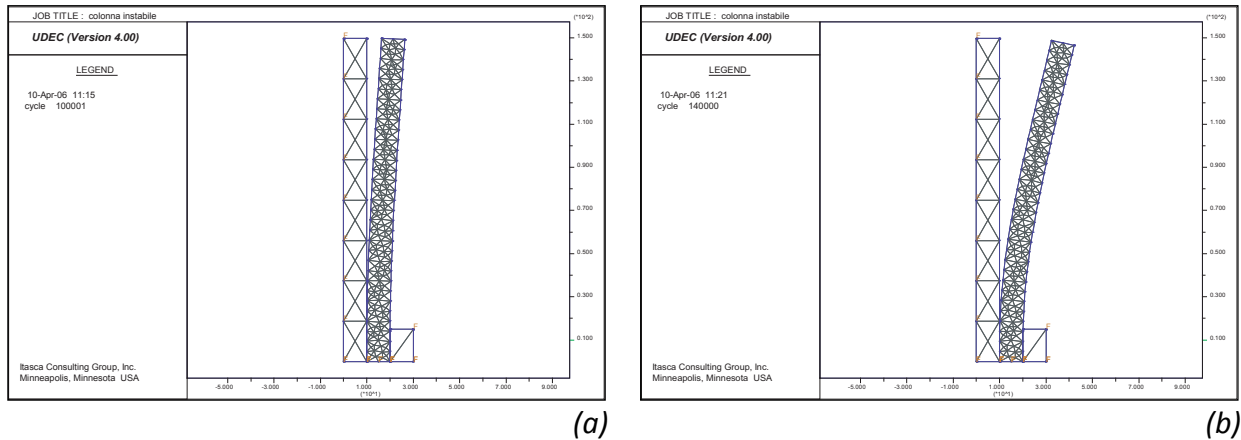 JOB TITLE : colonna instabile
(*10^2)
UDEC (Version 4.00)
LEGEND
10-Apr-06 11:15
cycle 100001
1.500
1.300
1.100
0.900
0.700
0.500
0.300
0.100
F
F
Itasca Consulting Group, Inc.
Minneapolis, Minnesota USA
-5.000 -3.000 -1.000 1.000 3.000 5.000 7.000 9.000
(*10^1)
(a)
JOB TITLE : colonna instabile
(*10^2)
UDEC (Version 4.00)
LEGEND
10-Apr-06 11:21
cycle 140000
1.500
1.300
1.100
0.900
0.700
0.500
0.300
0.100
F
Itasca Consulting Group, Inc.
Minneapolis, Minnesota USA
-5.000 -3.000 -1.000 1.000 3.000 5.000 7.000 9.000
(*10^1)
(b)